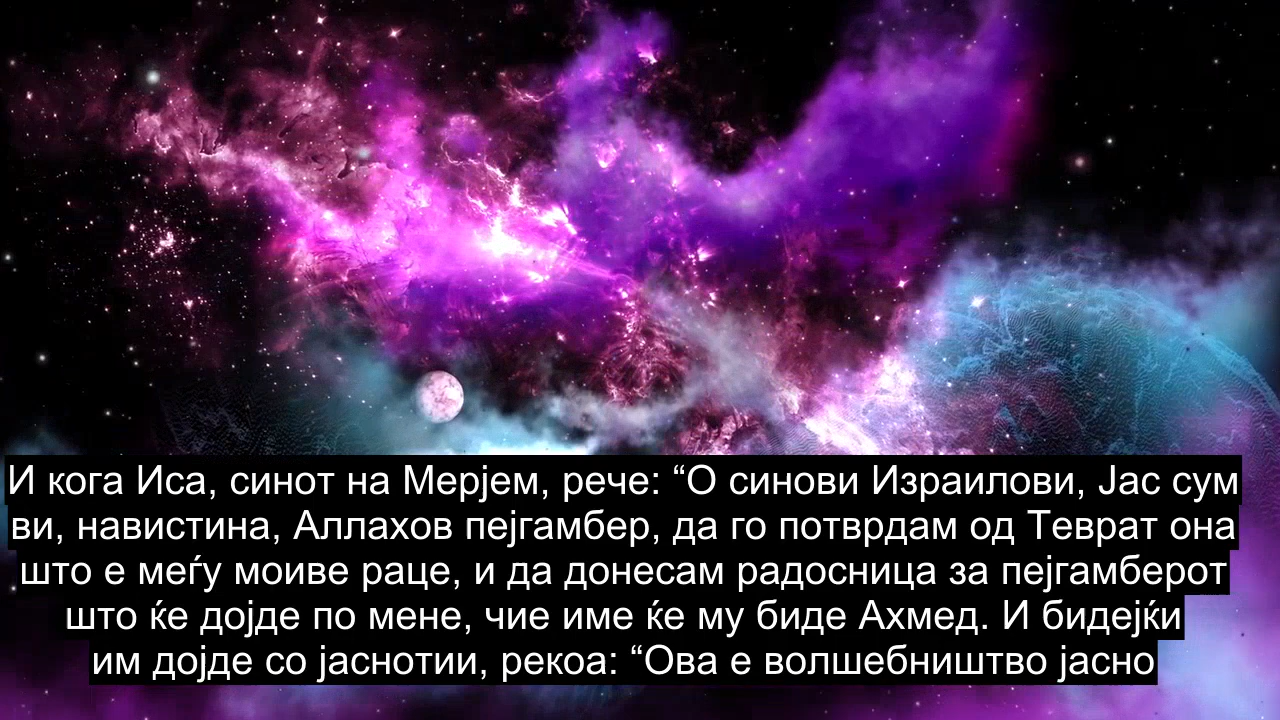 И кога Иса, синот на Мерјем, рече: “О синови Израилови, Јас сум
ви, навистина, Аллахов пејгамбер, да го потврдам од Теврат она
што е меѓу моиве раце, и да донесам радосница за пејгамберот
што ќе дојде по мене, чие име ќе му биде Ахмед. И бидејќи
им дојде со јаснотии, рекоа: “Ова е волшебништво јасно